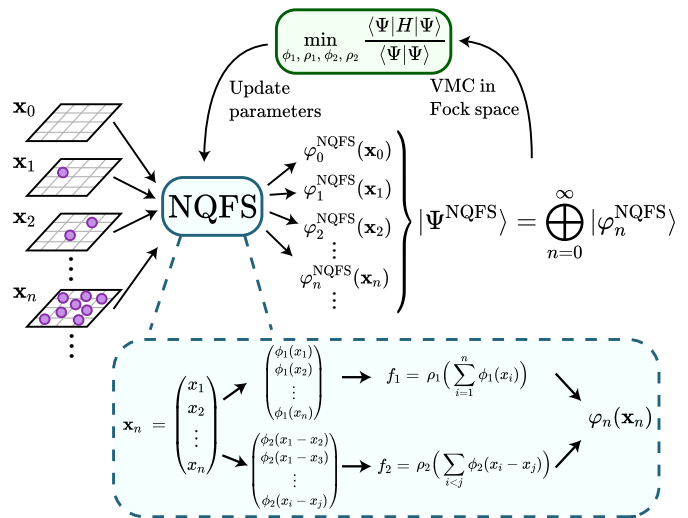 min ⟨Ψ|H|Ψ⟩ / ⟨Ψ|Ψ⟩
ϕ₁, ρ₁, ϕ₂, ρ₂
Update
parameters
VMC in
Fock space
x₀
x₁
x₂
⋮
xₙ
⋮
NQFS
φ₀^NQFS(x₀)
φ₁^NQFS(x₁)
φ₂^NQFS(x₂)
⋮
φₙ^NQFS(xₙ)
⋮
|Ψ^NQFS⟩ = ⨁_{n=0}^{∞} |φₙ^NQFS⟩
xₙ =
x₁
x₂
⋮
xₙ
ϕ₁(x₁)
ϕ₁(x₂)
⋮
ϕ₁(xₙ)
f₁ = ρ₁(∑_{i=1}^{n} ϕ₁(xᵢ))
ϕ₂(x₁ − x₂)
ϕ₂(x₁ − x₃)
⋮
ϕ₂(xᵢ − xⱼ)
f₂ = ρ₂(∑_{i<j} ϕ₂(xᵢ − xⱼ))
φₙ(xₙ)